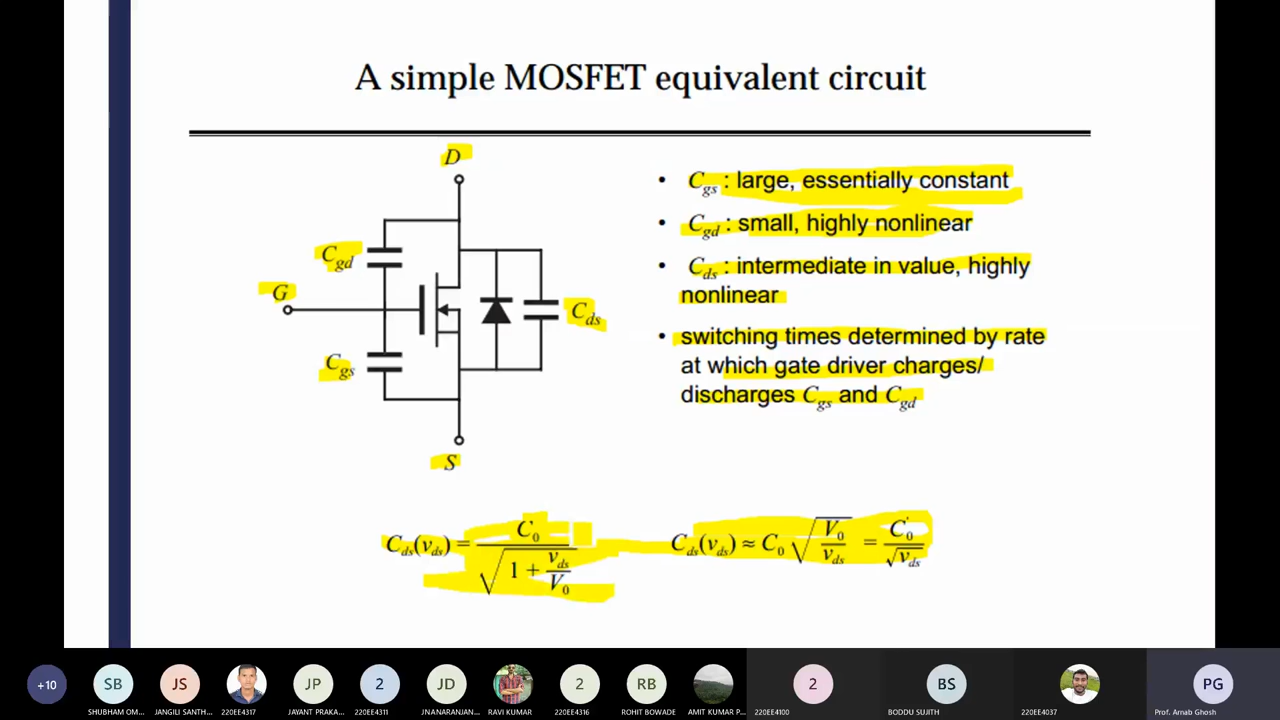 A simple MOSFET equivalent circuit
D
C_gd
G
C_gs
C_ds
S
• C_gs : large, essentially constant
• C_gd : small, highly nonlinear
• C_ds : intermediate in value, highly
nonlinear
• switching times determined by rate
at which gate driver charges/
discharges C_gs and C_gd
C_ds(v_ds) = C_0 / √(1 + v_ds/V_0)
C_ds(v_ds) ≈ C_0 √(V_0/v_ds) = C_0' / √v_ds
+10
SB
JS
JP
2
JD
2
RB
2
BS
PG
SHUBHAM OM...
JANGILI SANTH...
220EE4317
JAYANT PRAKA...
220EE4311
JNANARANJAN...
RAVI KUMAR
220EE4316
ROHIT BOWADE
AMIT KUMAR P...
220EE4100
BODDU SUJITH
220EE4037
Prof. Arnab Ghosh